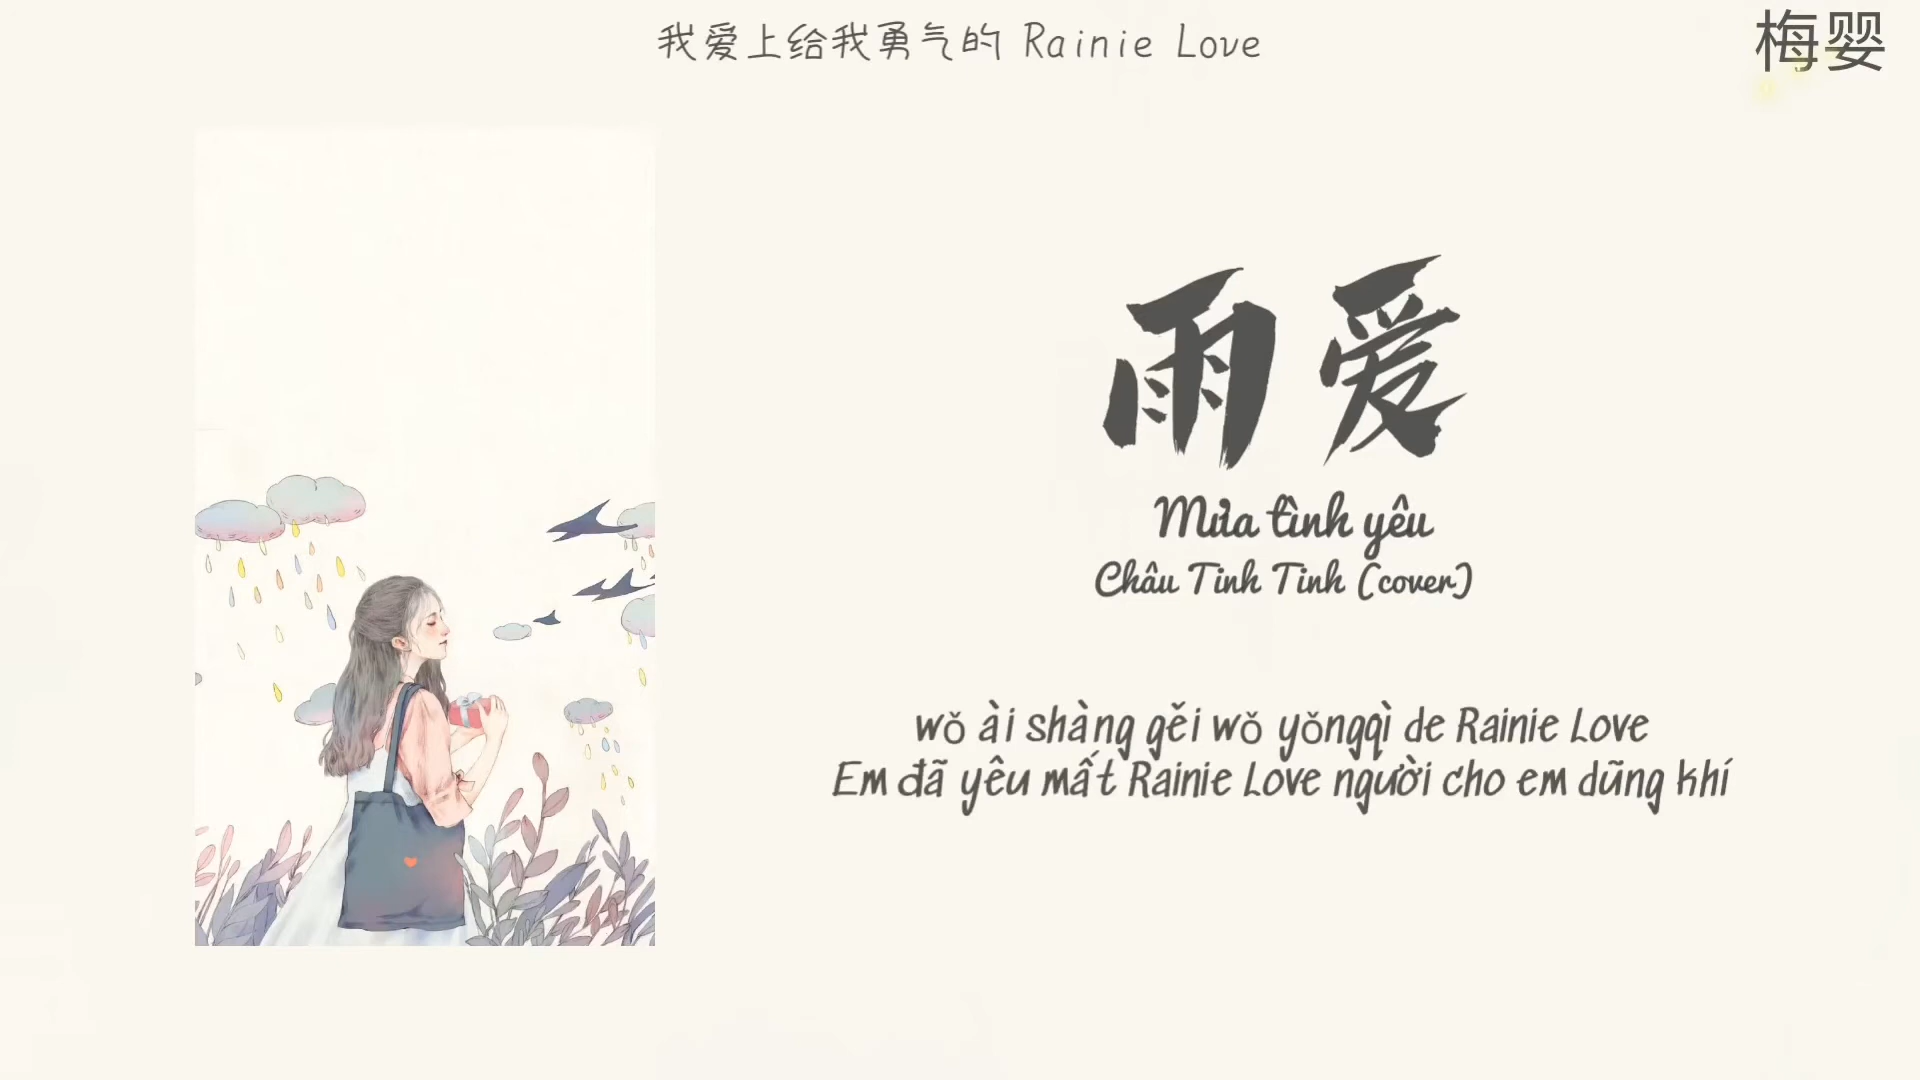 我爱上给我勇气的 Rainie Love
梅婴
雨爱
Mưa tình yêu
Châu Tinh Tinh (cover)
wǒ ài shàng gěi wǒ yǒngqì de Rainie Love
Em đã yêu mất Rainie Love người cho em dũng khí